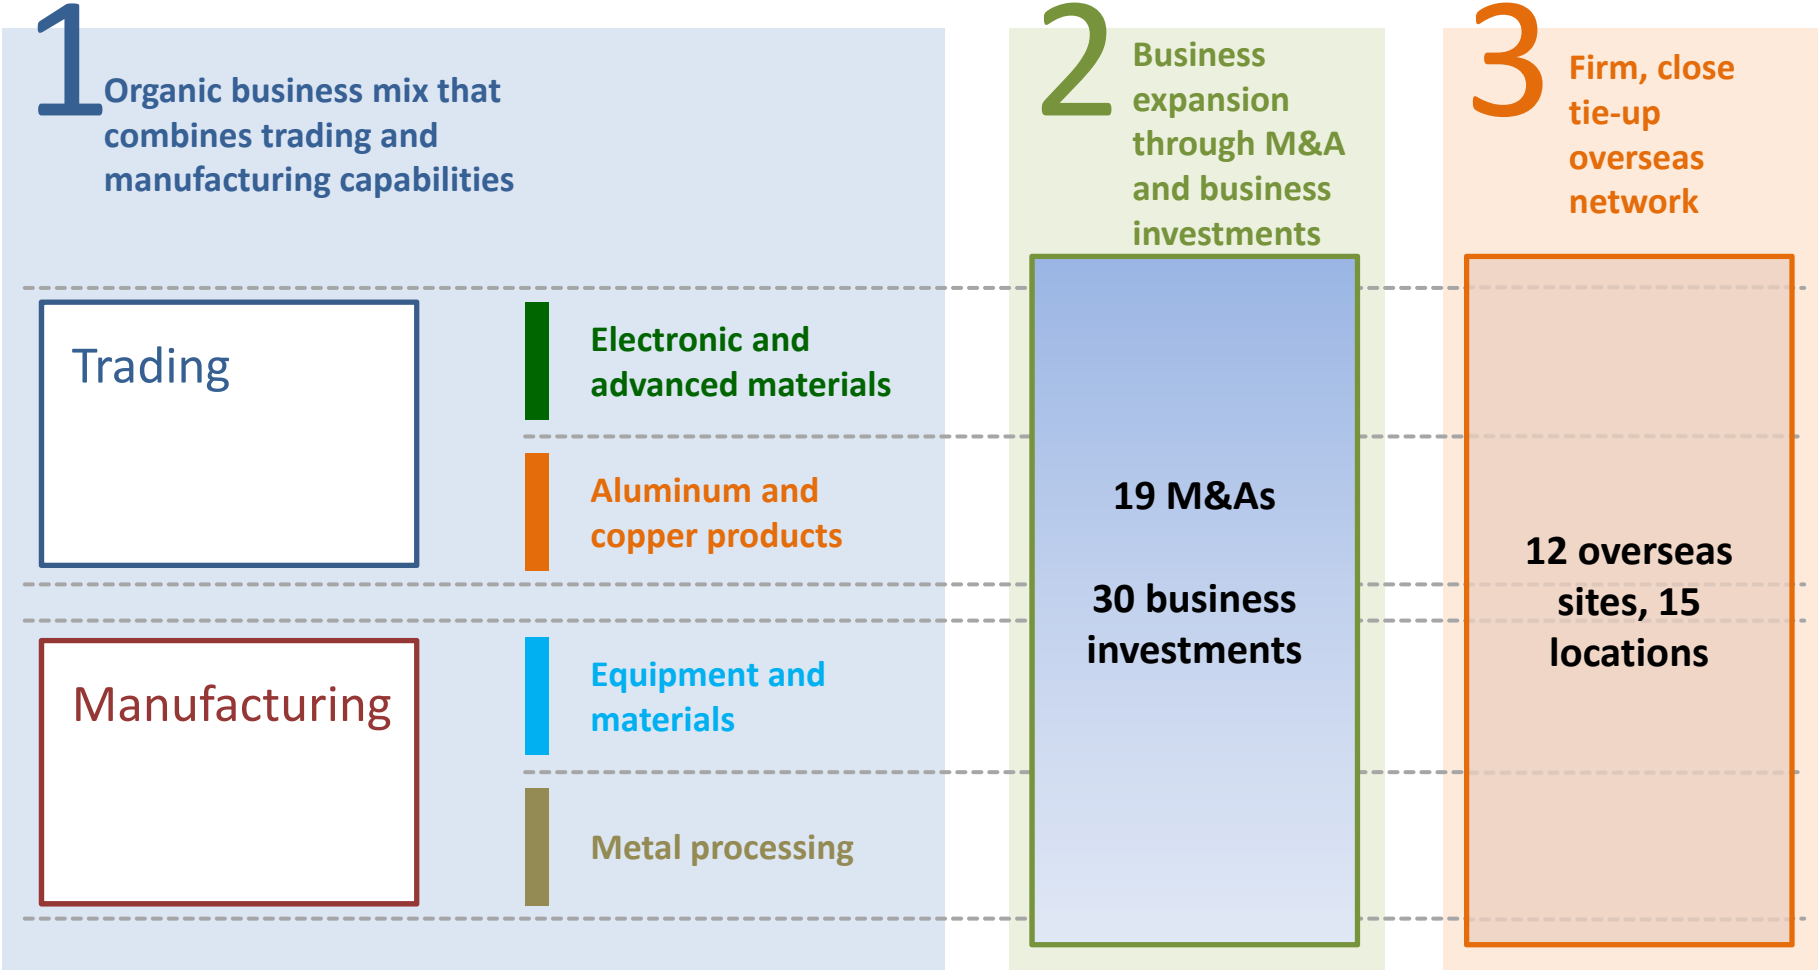 1
Organic business mix that
combines trading and
manufacturing capabilities
2
Business
expansion
through M&A
and business
investments
3
Firm, close
tie-up
overseas
network
Trading
Electronic and
advanced materials
Aluminum and
copper products
Manufacturing
Equipment and
materials
Metal processing
19 M&As
30 business
investments
12 overseas
sites, 15
locations